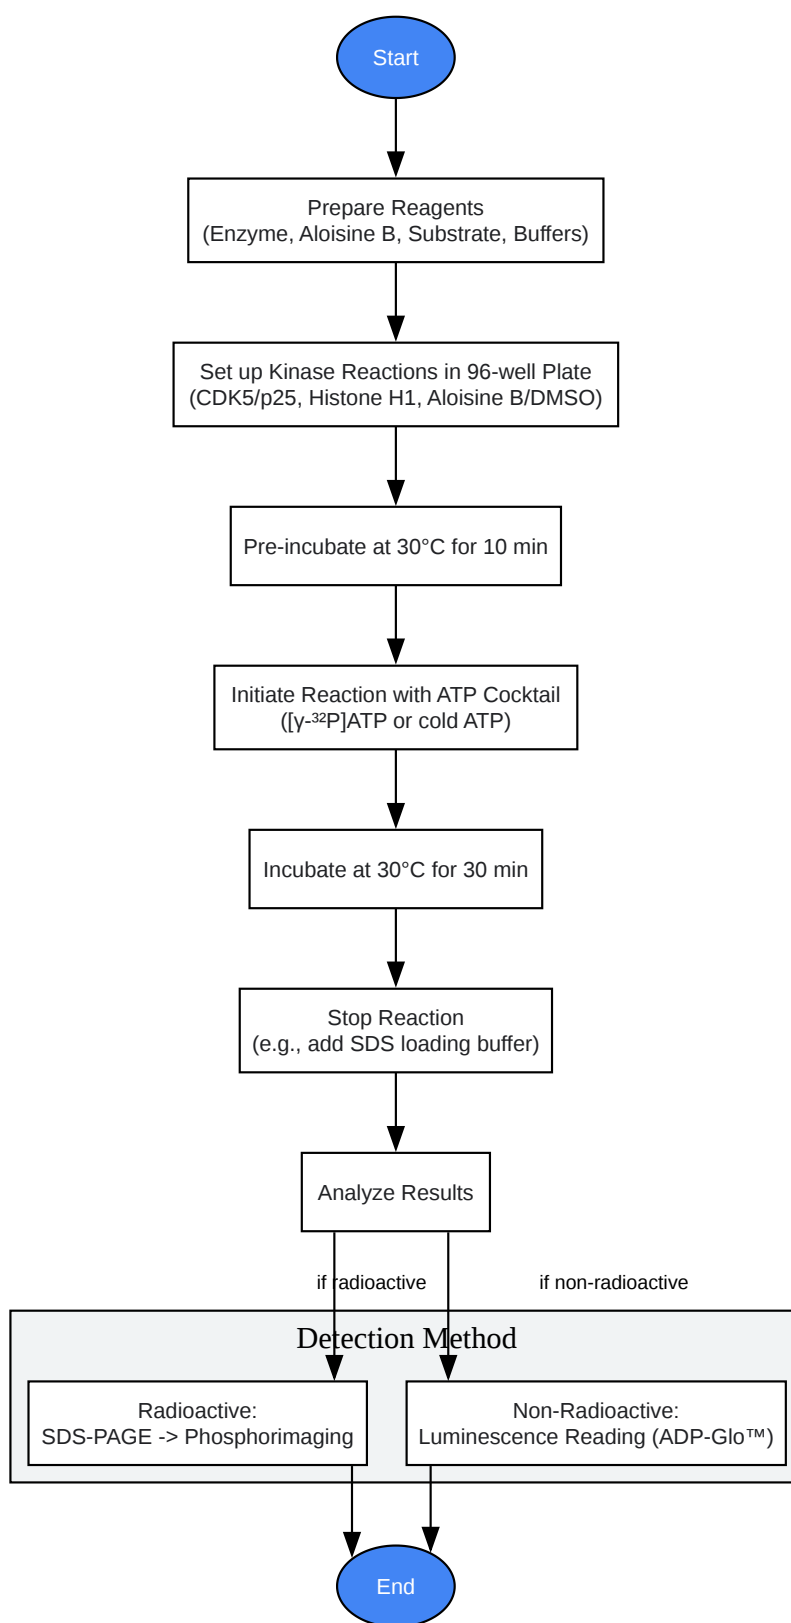 Start
Prepare Reagents
(Enzyme, Aloisine B, Substrate, Buffers)
Set up Kinase Reactions in 96-well Plate
(CDK5/p25, Histone H1, Aloisine B/DMSO)
Pre-incubate at 30°C for 10 min
Initiate Reaction with ATP Cocktail
([γ-³²P]ATP or cold ATP)
Incubate at 30°C for 30 min
Stop Reaction
(e.g., add SDS loading buffer)
Analyze Results
if radioactive
if non-radioactive
Detection Method
Radioactive:
SDS-PAGE -> Phosphorimaging
Non-Radioactive:
Luminescence Reading (ADP-Glo™)
End